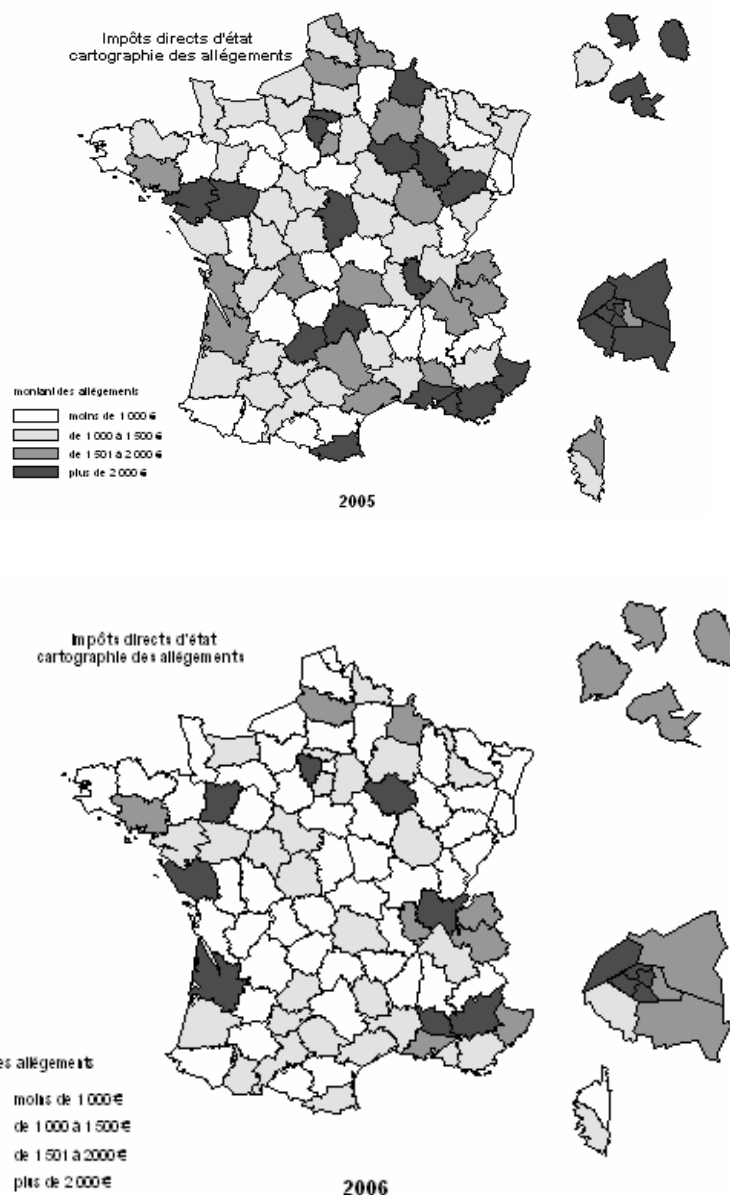 Impôts directs d'état
cartographie des allégements
montant des allégements
moins de 1 000 €
de 1 000 à 1 500 €
de 1 501 à 2 000 €
plus de 2 000 €
2005
Impôts directs d'état
cartographie des allégements
es allégements
moins de 1 000 €
de 1 000 à 1 500 €
de 1 501 à 2 000 €
plus de 2 000 €
2006